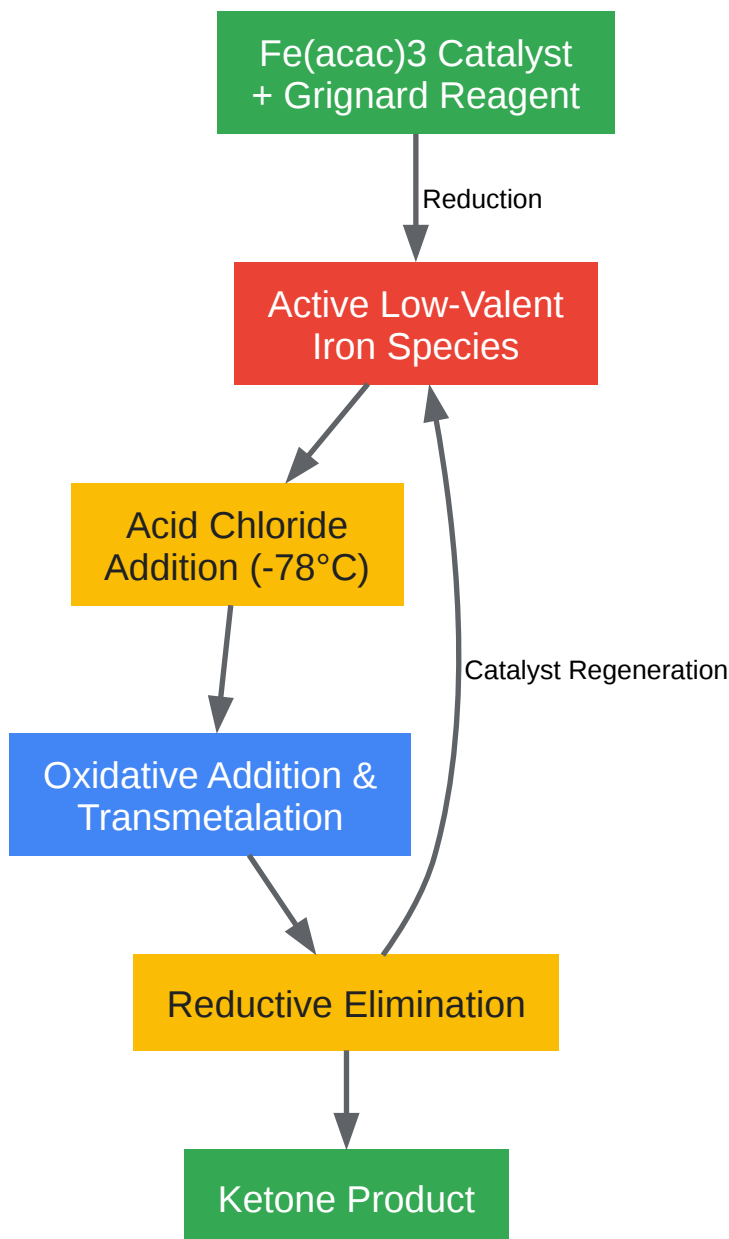 Fe(acac)3 Catalyst
+ Grignard Reagent
Reduction
Active Low-Valent
Iron Species
Acid Chloride
Addition (-78°C)
Catalyst Regeneration
Oxidative Addition &
Transmetalation
Reductive Elimination
Ketone Product